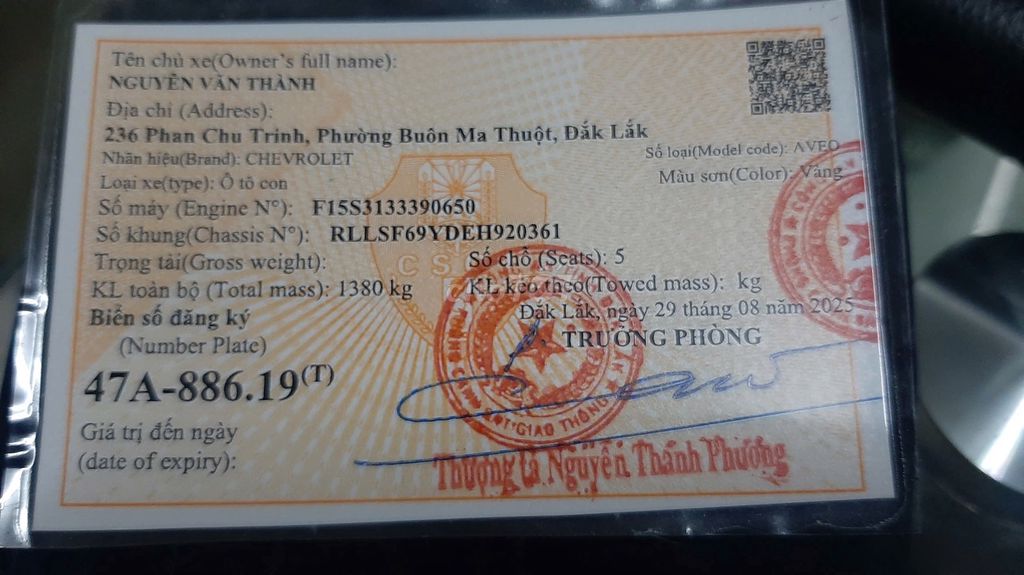 Tên chủ xe(Owner's full name):
NGUYỄN VĂN THÀNH
Địa chỉ (Address):
236 Phan Chu Trinh, Phường Buôn Ma Thuột, Đắk Lắk
Nhãn hiệu(Brand): CHEVROLET Số loại(Model code): AVEO
Loại xe(type): Ô tô con Màu sơn(Color): Vàng
Số máy (Engine N°): F15S3133390650
Số khung(Chassis N°): RLLSF69YDEH920361
Trọng tải(Gross weight): Số chỗ (Seats): 5
KL toàn bộ (Total mass): 1380 kg KL kéo theo(Towed mass): kg
Biển số đăng ký Đắk Lắk, ngày 29 tháng 08 năm 2025
(Number Plate) TRƯỞNG PHÒNG
47A-886.19(T)
Giá trị đến ngày
(date of expiry):
Thượng tá Nguyễn Thánh Phương
GIAO THÔNG